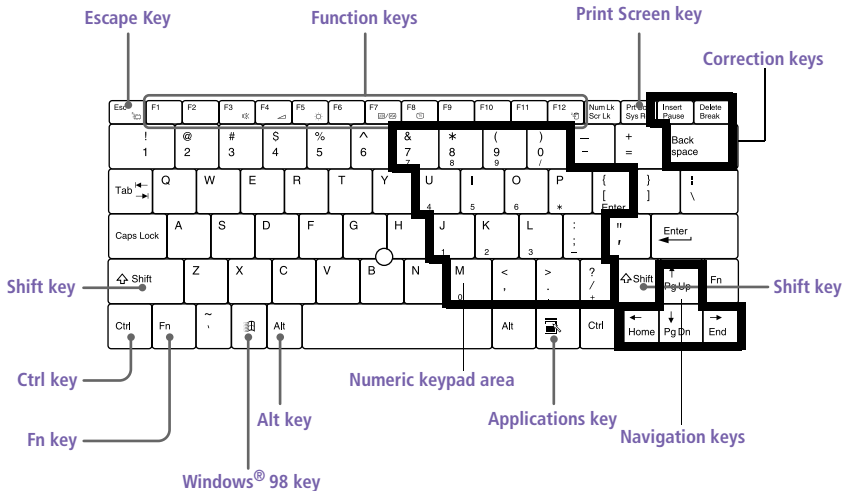 Escape Key
Function keys
Print Screen key
Correction keys
Esc F1 F2 F3 F4 F5 F6 F7 F8 F9 F10 F11 F12 Num Lk Insert Delete
Scr Lk Pause Break
! @ # $ % ^ & * ( ) — +
1 2 3 4 5 6 7 8 9 0 − =
7 8 9 /
Back
space
Tab Q W E R T Y U I O P { }
[ ] \
4 5 6 * Enter
Caps Lock A S D F G H J K L : "
; '
1 2 3 −
Enter
Shift Z X C V B N M < > ?
, . /
0 . +
Shift Pg Up Fn
Shift key
Shift key
Ctrl Fn ~ Alt Alt Ctrl Home Pg Dn End
Ctrl key
Fn key
Windows® 98 key
Alt key
Numeric keypad area
Applications key
Navigation keys